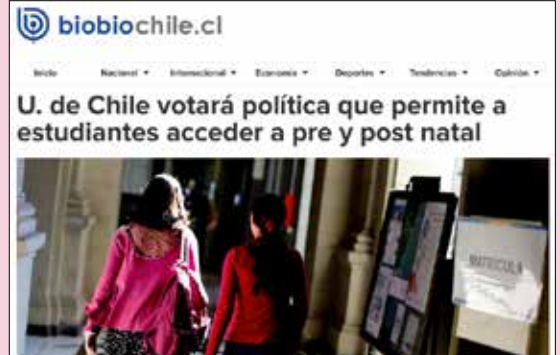 biobiochile.cl
Inicio Nacional Internacional Economía Deportes Tendencias Opinión
U. de Chile votará política que permite a
estudiantes acceder a pre y post natal
MATRICULA